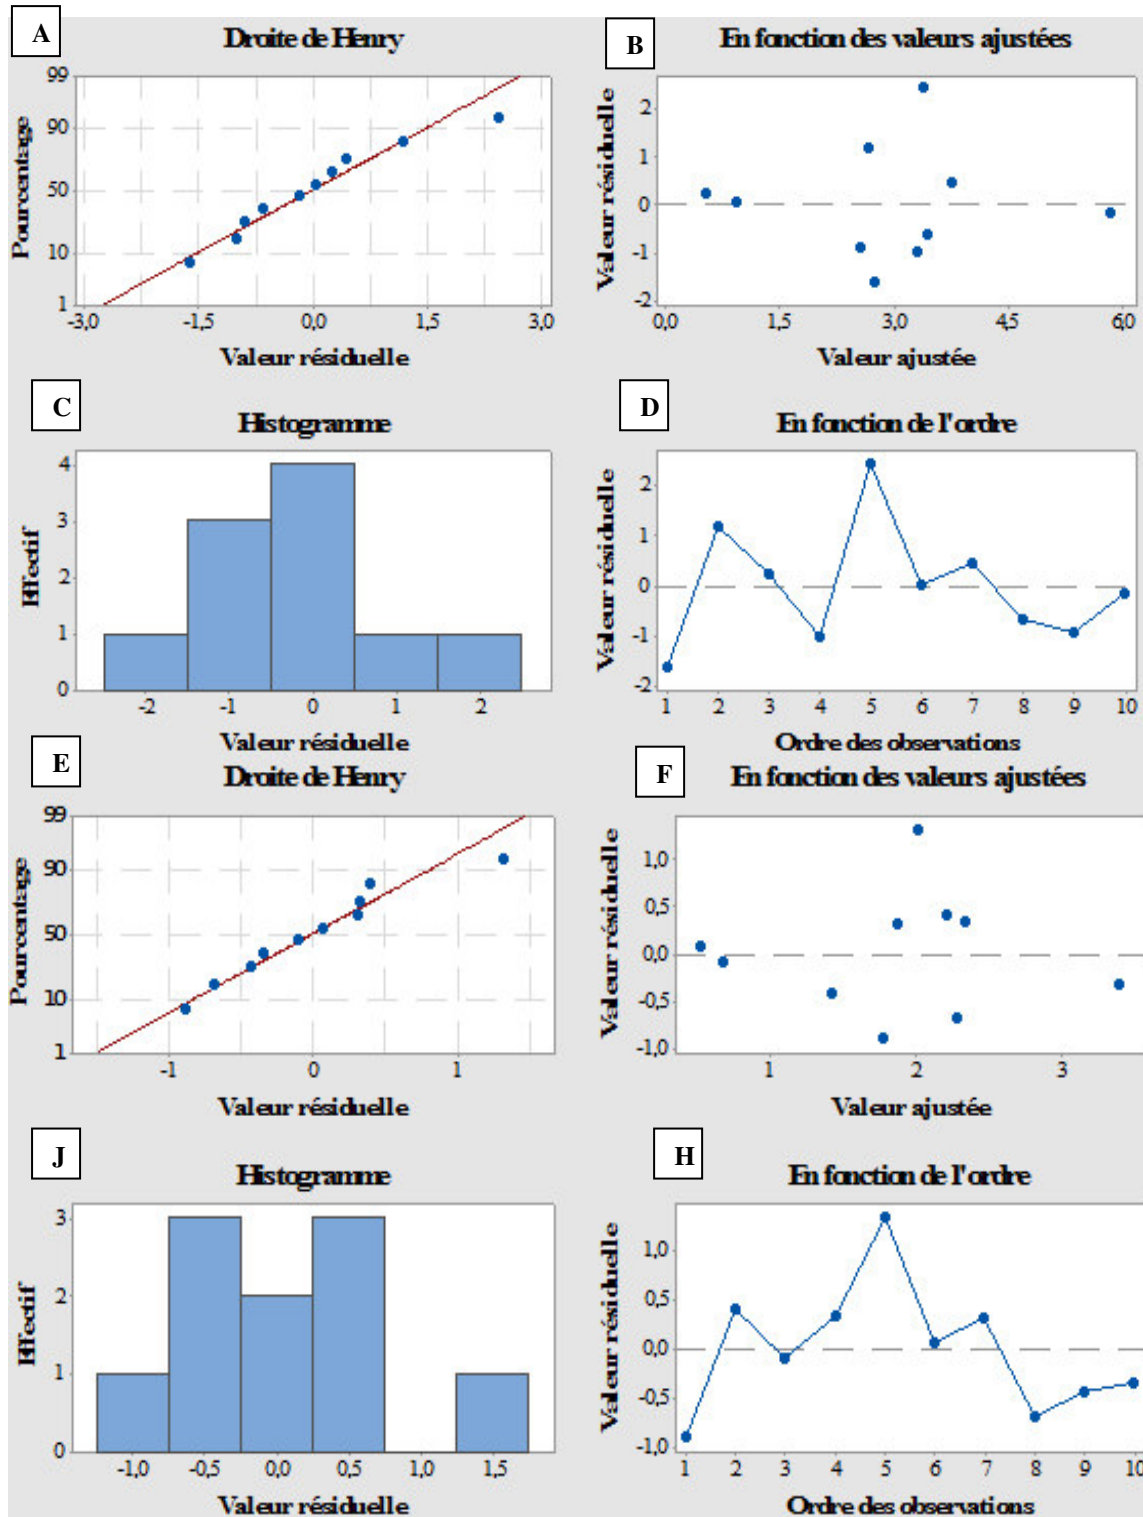 A
Droite de Henry
Pourcentage
99
90
50
10
1
-3,0 -1,5 0,0 1,5 3,0
Valeur résiduelle
B
En fonction des valeurs ajustées
Valeur résiduelle
2
1
0
-1
-2
0,0 1,5 3,0 4,5 6,0
Valeur ajustée
C
Histogramme
Effectif
4
3
2
1
0
-2 -1 0 1 2
Valeur résiduelle
D
En fonction de l'ordre
Valeur résiduelle
2
1
0
-1
-2
1 2 3 4 5 6 7 8 9 10
Ordre des observations
E
Droite de Henry
Pourcentage
99
90
50
10
1
-1 0 1
Valeur résiduelle
F
En fonction des valeurs ajustées
Valeur résiduelle
1,0
0,5
0,0
-0,5
-1,0
1 2 3
Valeur ajustée
J
Histogramme
Effectif
3
2
1
0
-1,0 -0,5 0,0 0,5 1,0 1,5
Valeur résiduelle
H
En fonction de l'ordre
Valeur résiduelle
1,0
0,5
0,0
-0,5
-1,0
1 2 3 4 5 6 7 8 9 10
Ordre des observations